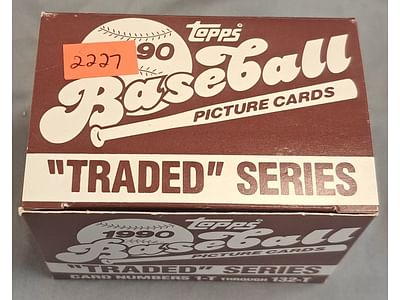 topps
2227
90
Baseball
PICTURE CARDS
"TRADED" SERIES
topps
1990
Baseball
PICTURE CARDS
"TRADED" SERIES
CARD NUMBERS 1-T THROUGH 132-T